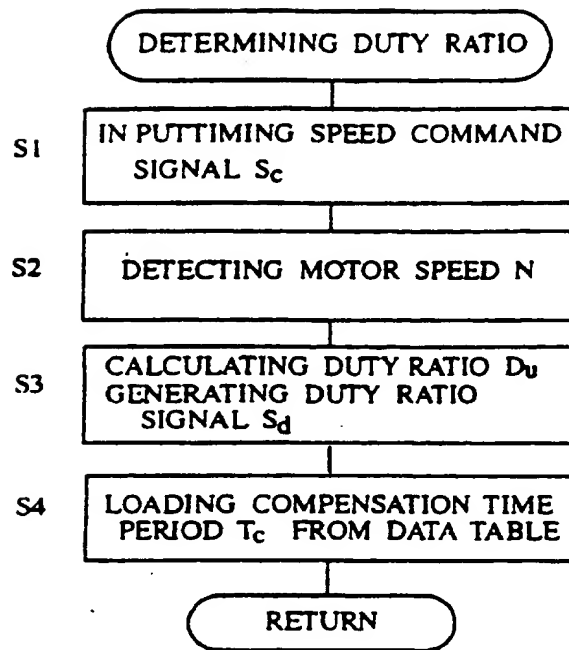 DETERMINING DUTY RATIO
S1
IN PUTTIMING SPEED COMMAND
SIGNAL Sc
S2
DETECTING MOTOR SPEED N
S3
CALCULATING DUTY RATIO Du
GENERATING DUTY RATIO
SIGNAL Sd
S4
LOADING COMPENSATION TIME
PERIOD Tc FROM DATA TABLE
RETURN